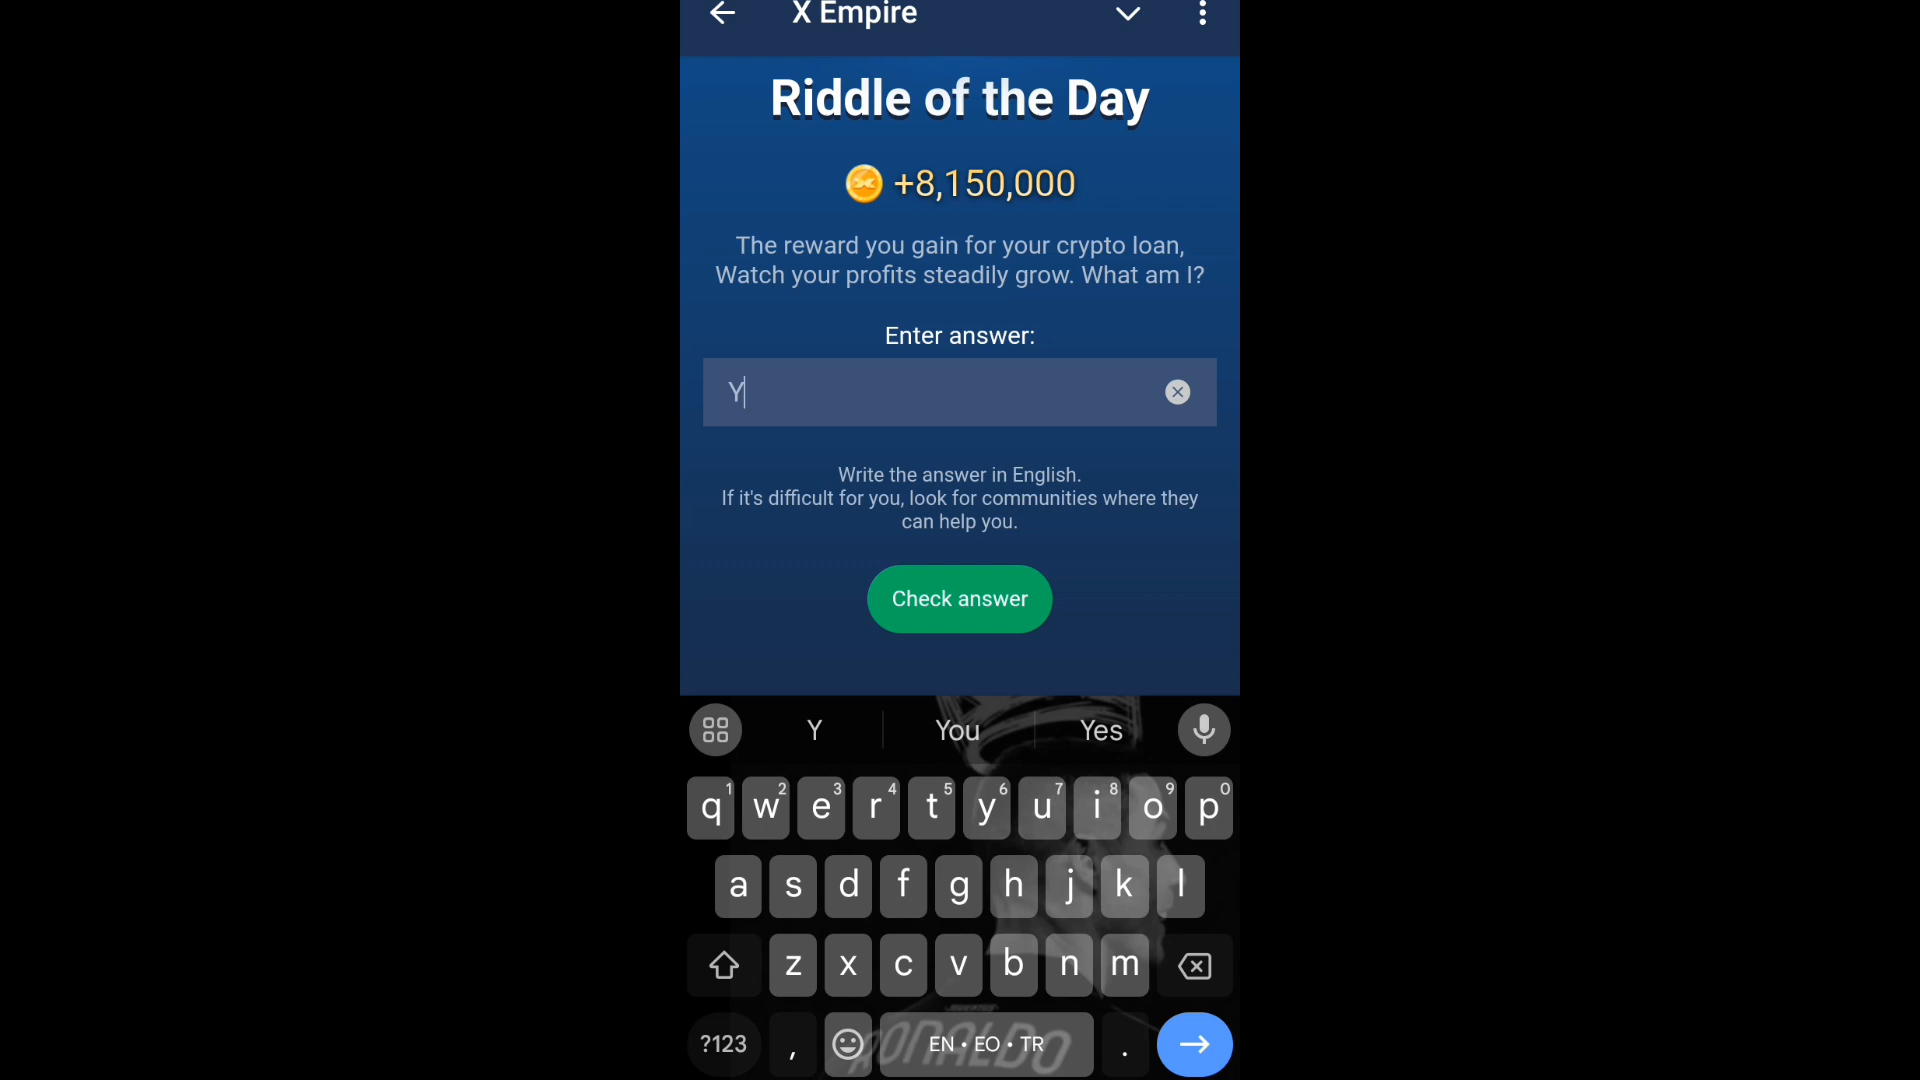 X Empire
Riddle of the Day
+8,150,000
The reward you gain for your crypto loan,
Watch your profits steadily grow. What am I?
Enter answer:
Y
Write the answer in English.
If it's difficult for you, look for communities where they
can help you.
Check answer
Y You Yes
q1 w2 e3 r4 t5 y6 u7 i8 o9 p0
a s d f g h j k l
z x c v b n m
?123 , EN • EO • TR .
RONALDO